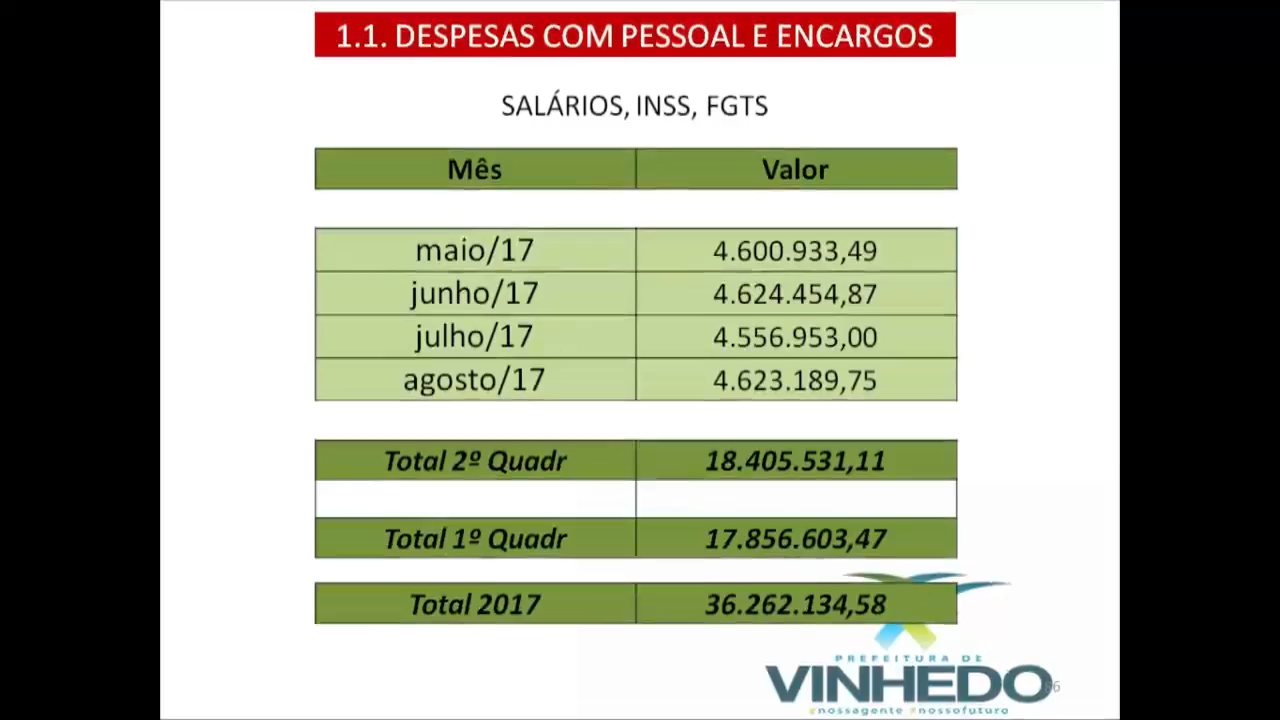 1.1. DESPESAS COM PESSOAL E ENCARGOS
SALÁRIOS, INSS, FGTS
Mês Valor
maio/17 4.600.933,49
junho/17 4.624.454,87
julho/17 4.556.953,00
agosto/17 4.623.189,75
Total 2º Quadr 18.405.531,11
Total 1º Quadr 17.856.603,47
Total 2017 36.262.134,58
PREFEITURA DE
VINHEDO
#nossagente #nossofuturo